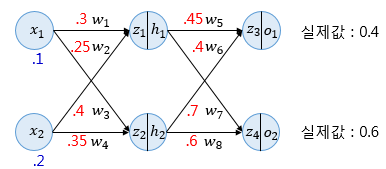 .3 w₁ .45 w₅
x₁ z₁ h₁ z₃ o₁ 실제값 : 0.4
.25 w₂ .4 w₆
.1
.4 w₃ .7 w₇
x₂ z₂ h₂ z₄ o₂ 실제값 : 0.6
.35 w₄ .6 w₈
.2